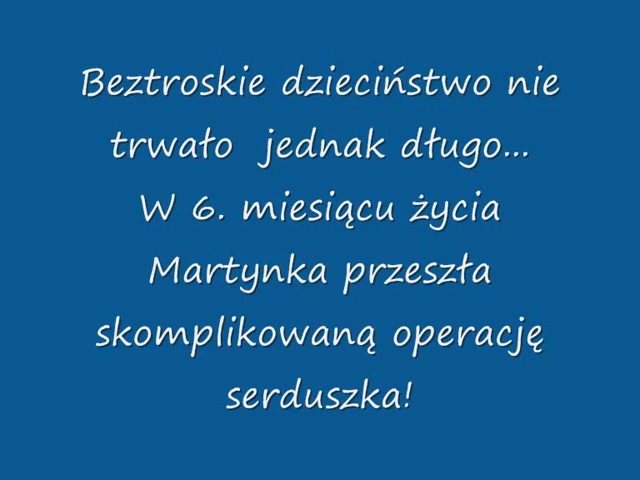 Beztroskie dzieciństwo nie
trwało jednak długo...
W 6. miesiącu życia
Martynka przeszła
skomplikowaną operację
serduszka!